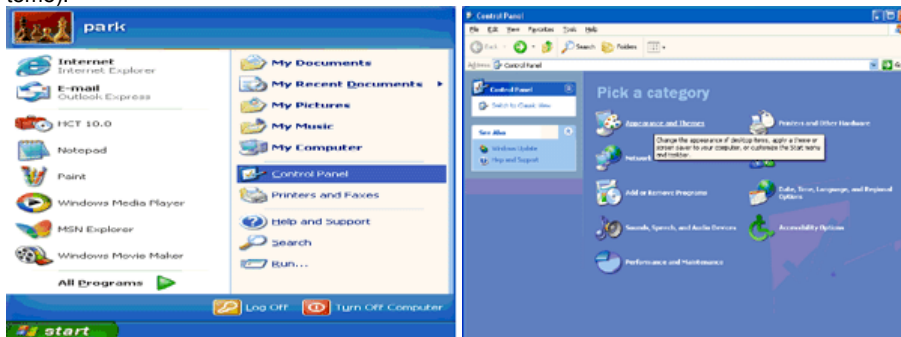 park
Internet
Internet Explorer
E-mail
Outlook Express
HCT 10.0
Notepad
Paint
Windows Media Player
MSN Explorer
Windows Movie Maker
All Programs
My Documents
My Recent Documents
My Pictures
My Music
My Computer
Control Panel
Printers and Faxes
Help and Support
Search
Run...
Log Off
Turn Off Computer
start
Control Panel
File Edit View Favorites Tools Help
Back Search Folders
Address Control Panel
Control Panel
Switch to Classic View
See Also
Windows Update
Help and Support
Pick a category
Appearance and Themes
Printers and Other Hardware
Change the appearance of desktop items, apply a theme or
screen saver to your computer, or customize the Start menu
and taskbar.
Network
Add or Remove Programs
Date, Time, Language, and Regional
Options
Sounds, Speech, and Audio Devices
Accessibility Options
Performance and Maintenance